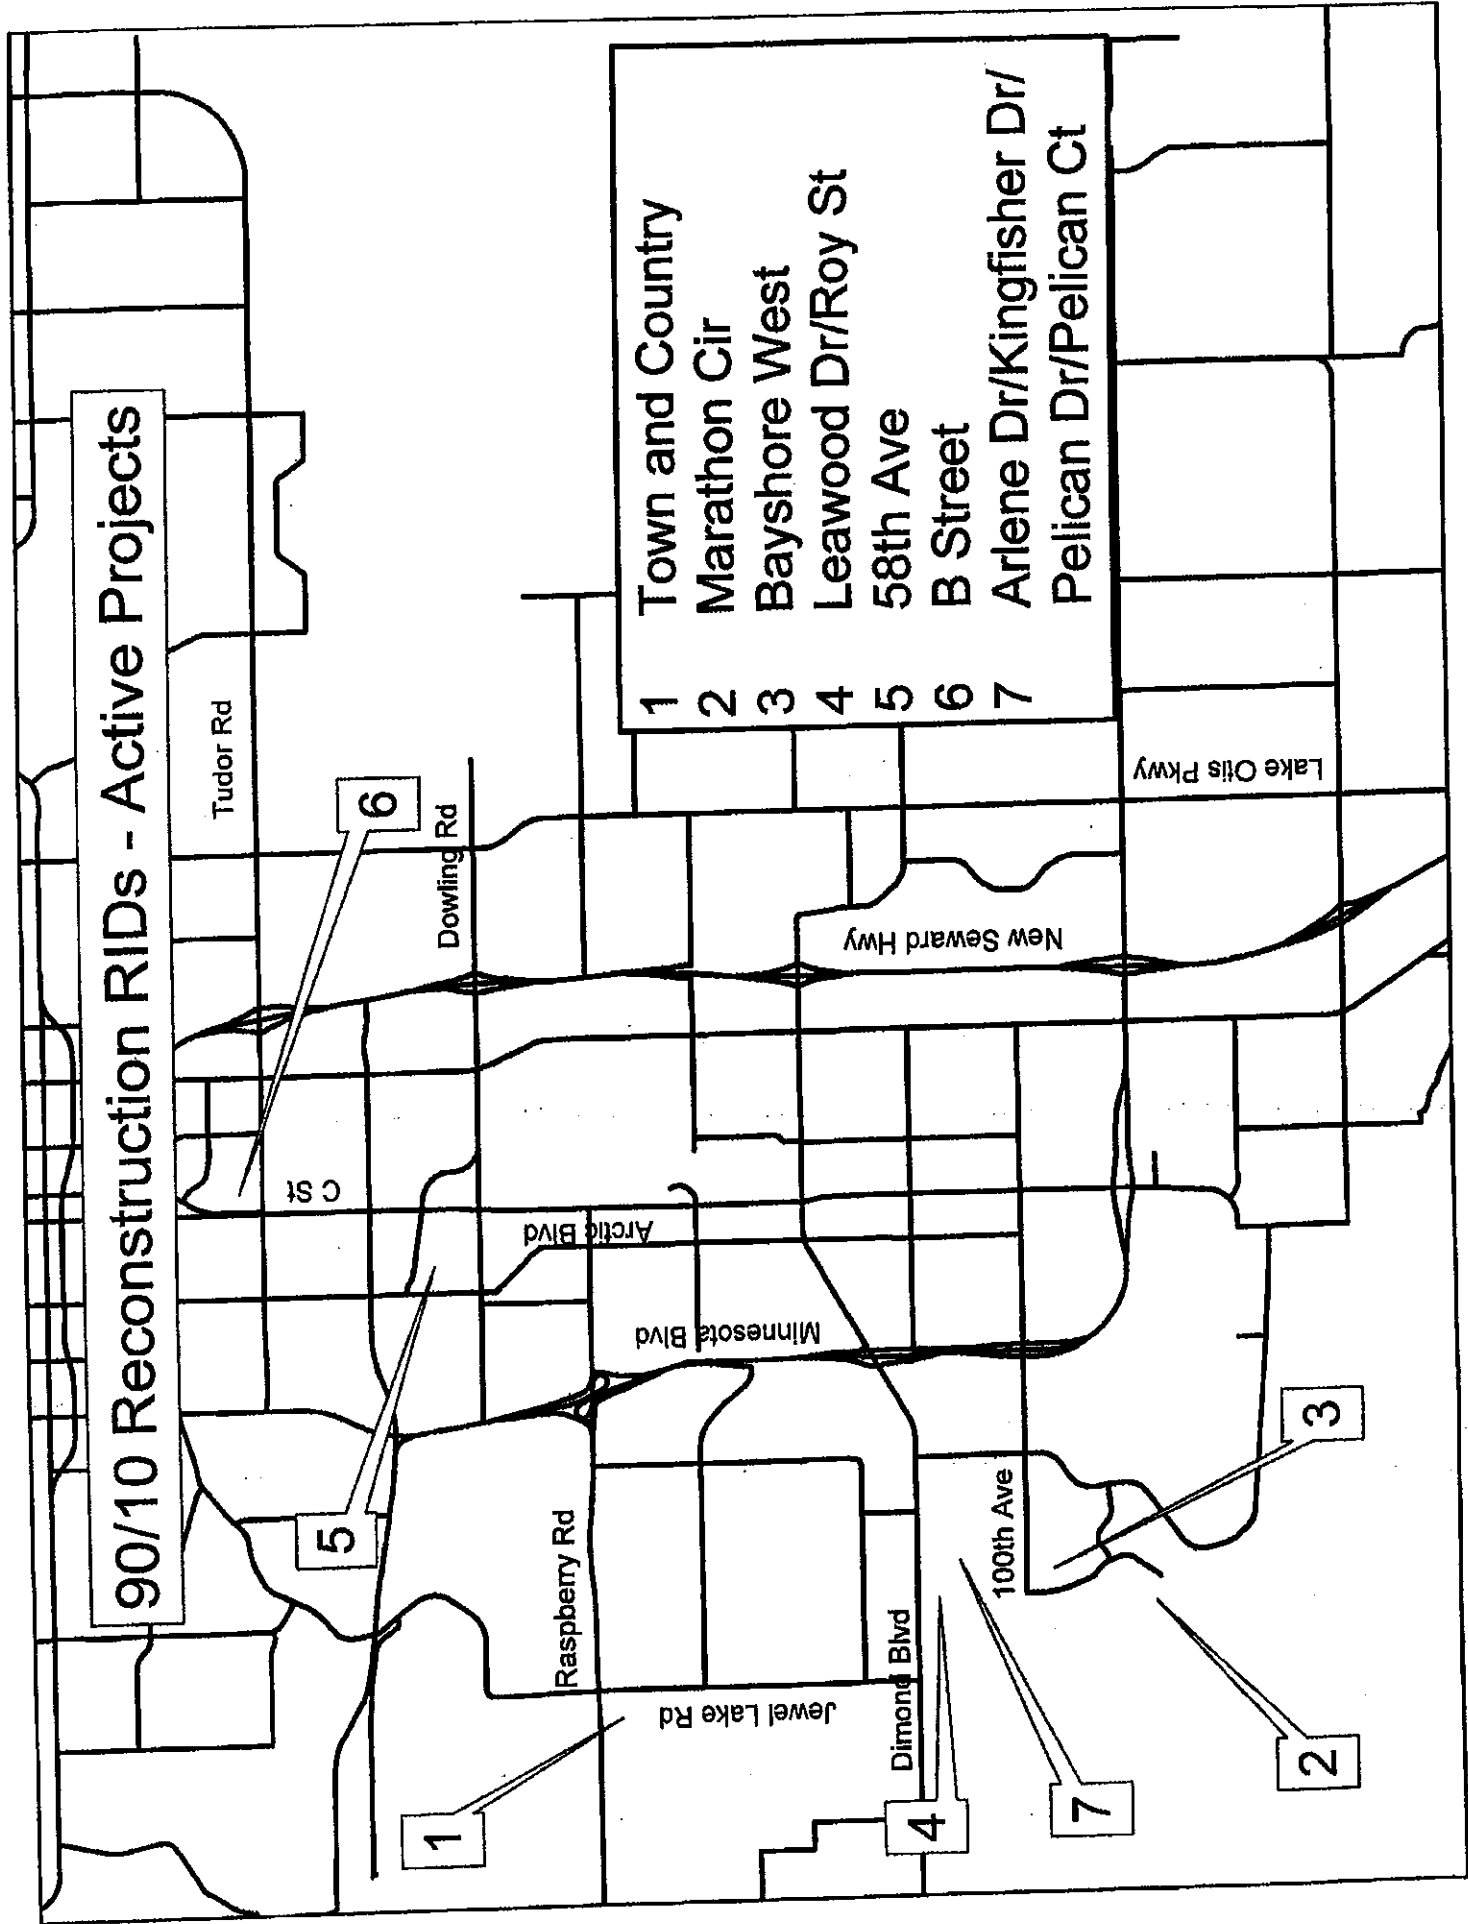 90/10 Reconstruction RIDs - Active Projects
Tudor Rd
6
Dowling Rd
C St
Arctic Blvd
5
Minnesota Blvd
New Seward Hwy
Lake Otis Pkwy
Raspberry Rd
1
Jewel Lake Rd
Dimond Blvd
100th Ave
4
7
3
2
1 Town and Country
2 Marathon Cir
3 Bayshore West
4 Leawood Dr/Roy St
5 58th Ave
6 B Street
7 Arlene Dr/Kingfisher Dr/
Pelican Dr/Pelican Ct